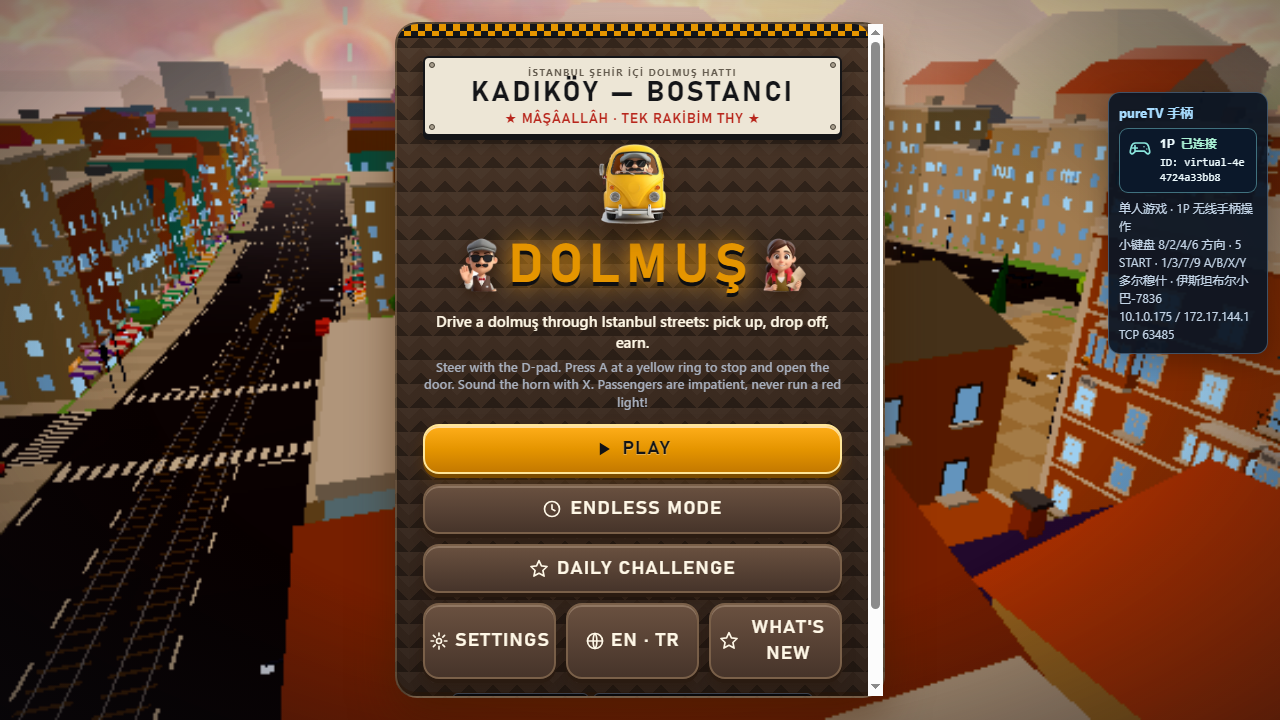 İSTANBUL ŞEHİR İÇİ DOLMUŞ HATTI
KADIKÖY — BOSTANCI
★ MÂŞÂALLÂH · TEK RAKİBİM THY ★
DOLMUŞ
Drive a dolmuş through Istanbul streets: pick up, drop off,
earn.
Steer with the D-pad. Press A at a yellow ring to stop and open the
door. Sound the horn with X. Passengers are impatient, never run a red
light!
PLAY
ENDLESS MODE
DAILY CHALLENGE
SETTINGS
EN · TR
WHAT'S
NEW
pureTV 手柄
1P 已连接
ID: virtual-4e
4724a33bb8
单人游戏 · 1P 无线手柄操
作
小键盘 8/2/4/6 方向 · 5
START · 1/3/7/9 A/B/X/Y
多尔穆什 · 伊斯坦布尔小
巴-7836
10.1.0.175 / 172.17.144.1
TCP 63485